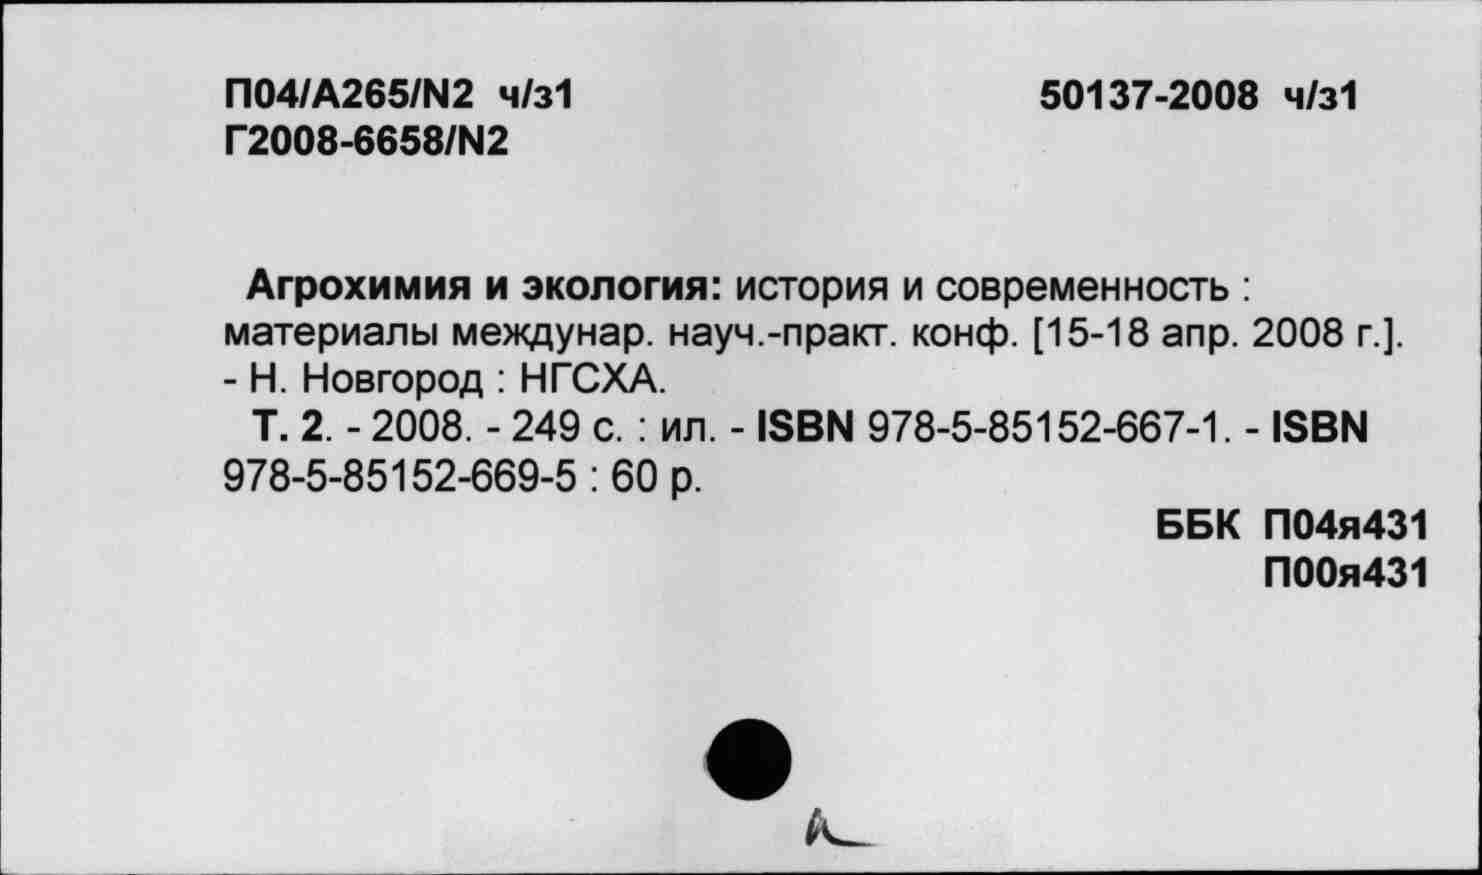 П04/А265/N2 ч/з1 50137-2008 ч/з1
Г2008-6658/N2
Агрохимия и экология: история и современность :
материалы междунар. науч.-практ. конф. [15-18 апр. 2008 г.].
- Н. Новгород : НГСХА.
Т. 2. - 2008. - 249 с. : ил. - ISBN 978-5-85152-667-1. - ISBN
978-5-85152-669-5 : 60 р.
ББК П04я431
П00я431